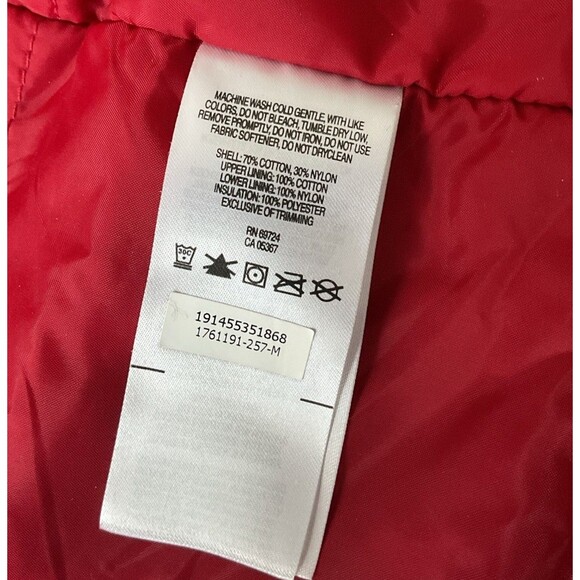 MACHINE WASH COLD GENTLE, WITH LIKE
COLORS, DO NOT BLEACH, TUMBLE DRY LOW,
REMOVE PROMPTLY, DO NOT IRON, DO NOT USE
FABRIC SOFTENER, DO NOT DRYCLEAN
SHELL: 70% COTTON, 30% NYLON
UPPER LINING: 100% COTTON
LOWER LINING: 100% NYLON
INSULATION: 100% POLYESTER
EXCLUSIVE OF TRIMMING
RN 69724
CA 05367
30C
191455351868
1761191-257-M